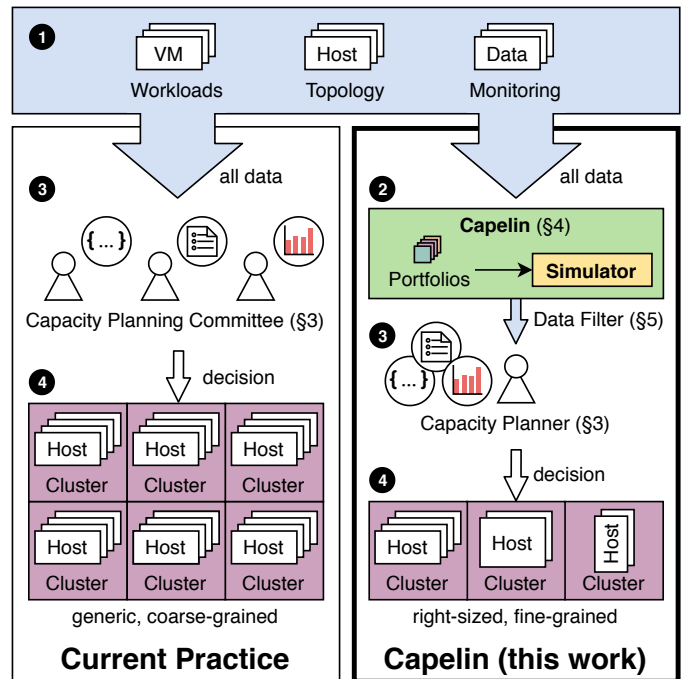 1
VM
Host
Data
Workloads
Topology
Monitoring
3
all data
{ ... }
Capacity Planning Committee (§3)
4
decision
Host
Host
Host
Cluster
Cluster
Cluster
Host
Host
Host
Cluster
Cluster
Cluster
generic, coarse-grained
Current Practice
all data
2
Capelin (§4)
Portfolios
Simulator
Data Filter (§5)
3
{ ... }
Capacity Planner (§3)
4
decision
Host
Host
Host
Cluster
Cluster
Cluster
right-sized, fine-grained
Capelin (this work)